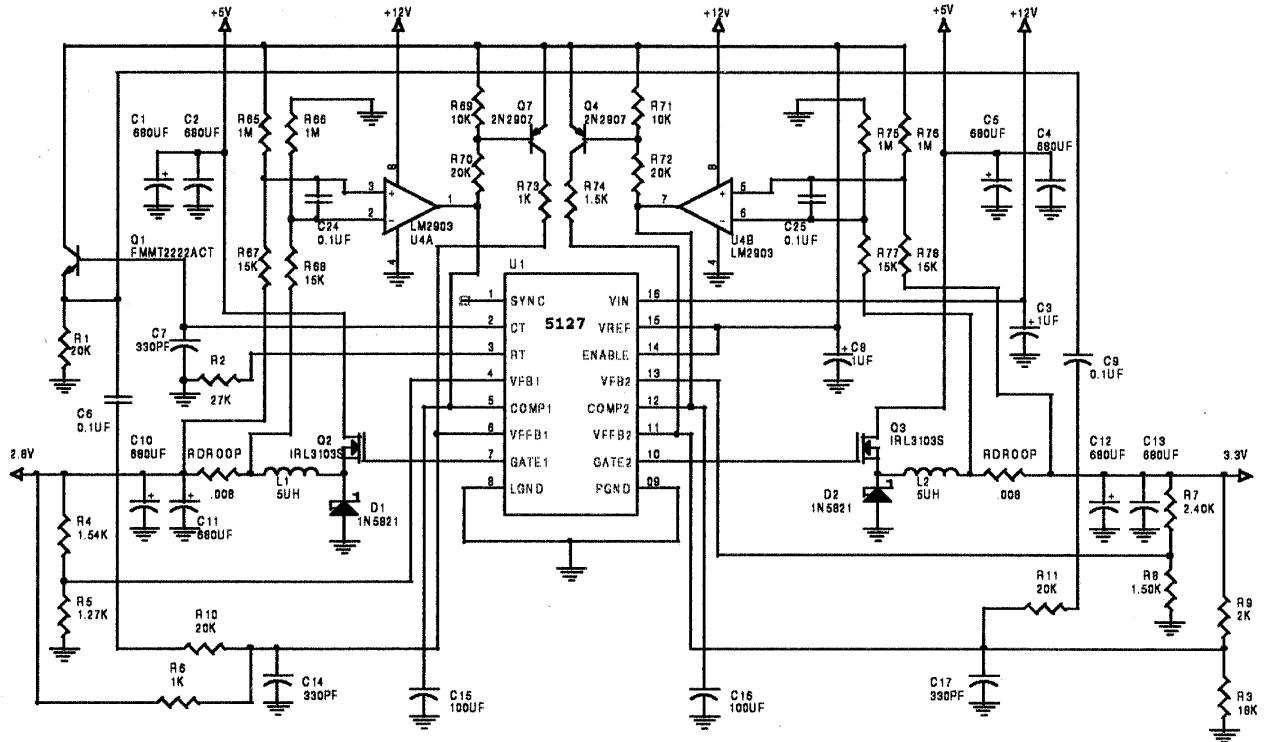 +5V
+12V
+12V
+5V
+12V
C1
680UF
C2
680UF
R65
1M
R66
1M
R69
10K
Q7
2N2907
Q4
2N2907
R71
10K
R75
1M
R76
1M
C5
680UF
C4
680UF
R70
20K
R73
1K
R74
1.5K
R72
20K
8
3
+
2
-
1
4
LM2903
U4A
C24
0.1UF
8
5
+
6
-
7
4
U4B
LM2903
C25
0.1UF
Q1
FMMT2222ACT
R67
15K
R68
15K
R77
15K
R78
15K
U1
5127
1 SYNC
2 CT
3 RT
4 VFB1
5 COMP1
6 VFFB1
7 GATE1
8 LGND
VIN 16
VREF 15
ENABLE 14
VFB2 13
COMP2 12
VFFB2 11
GATE2 10
PGND 09
R1
20K
C7
330PF
R2
27K
C6
0.1UF
+ C8
1UF
+ C3
1UF
C9
0.1UF
2.8V
C10
680UF
RDROOP
.008
C11
680UF
L1
5UH
Q2
IRL3103S
D1
1N5821
Q3
IRL3103S
D2
1N5821
L2
5UH
RDROOP
.008
C12
680UF
C13
680UF
3.3V
R4
1.54K
R5
1.27K
R7
2.40K
R8
1.50K
R10
20K
R6
1K
C14
330PF
C15
100UF
C16
100UF
C17
330PF
R11
20K
R9
2K
R3
18K